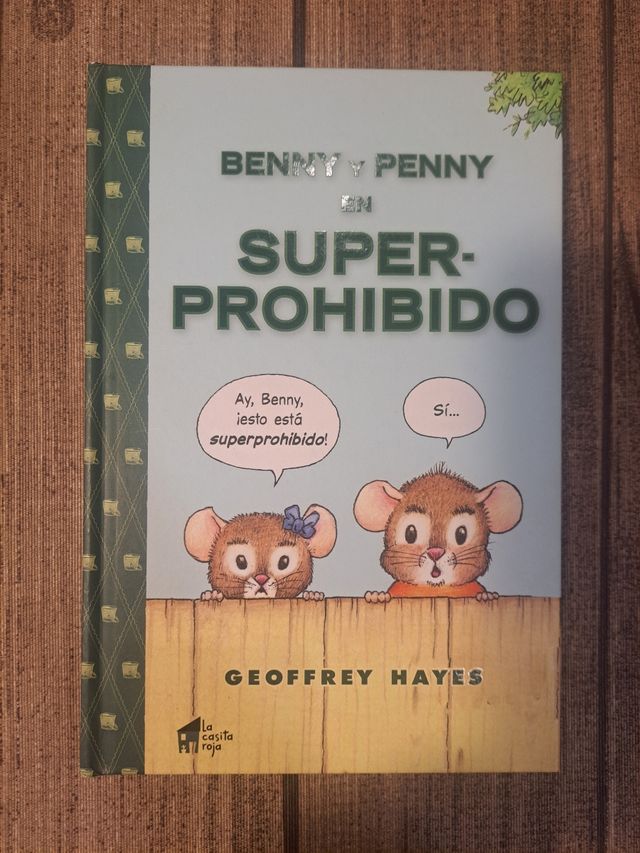 BENNY Y PENNY
EN
SUPER-
PROHIBIDO
Ay, Benny,
¡esto está
superprohibido!
Sí...
GEOFFREY HAYES
la
casita
roja